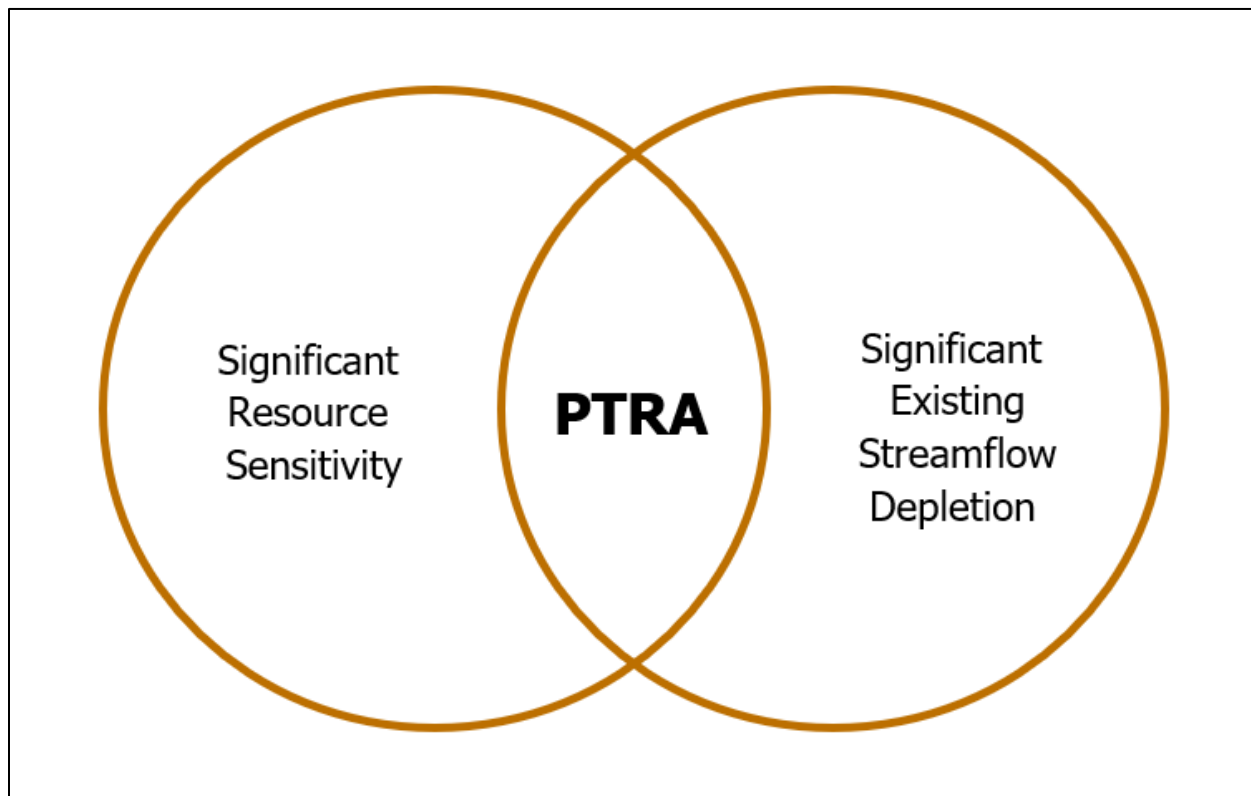 Significant
Resource
Sensitivity
PTRA
Significant
Existing
Streamflow
Depletion